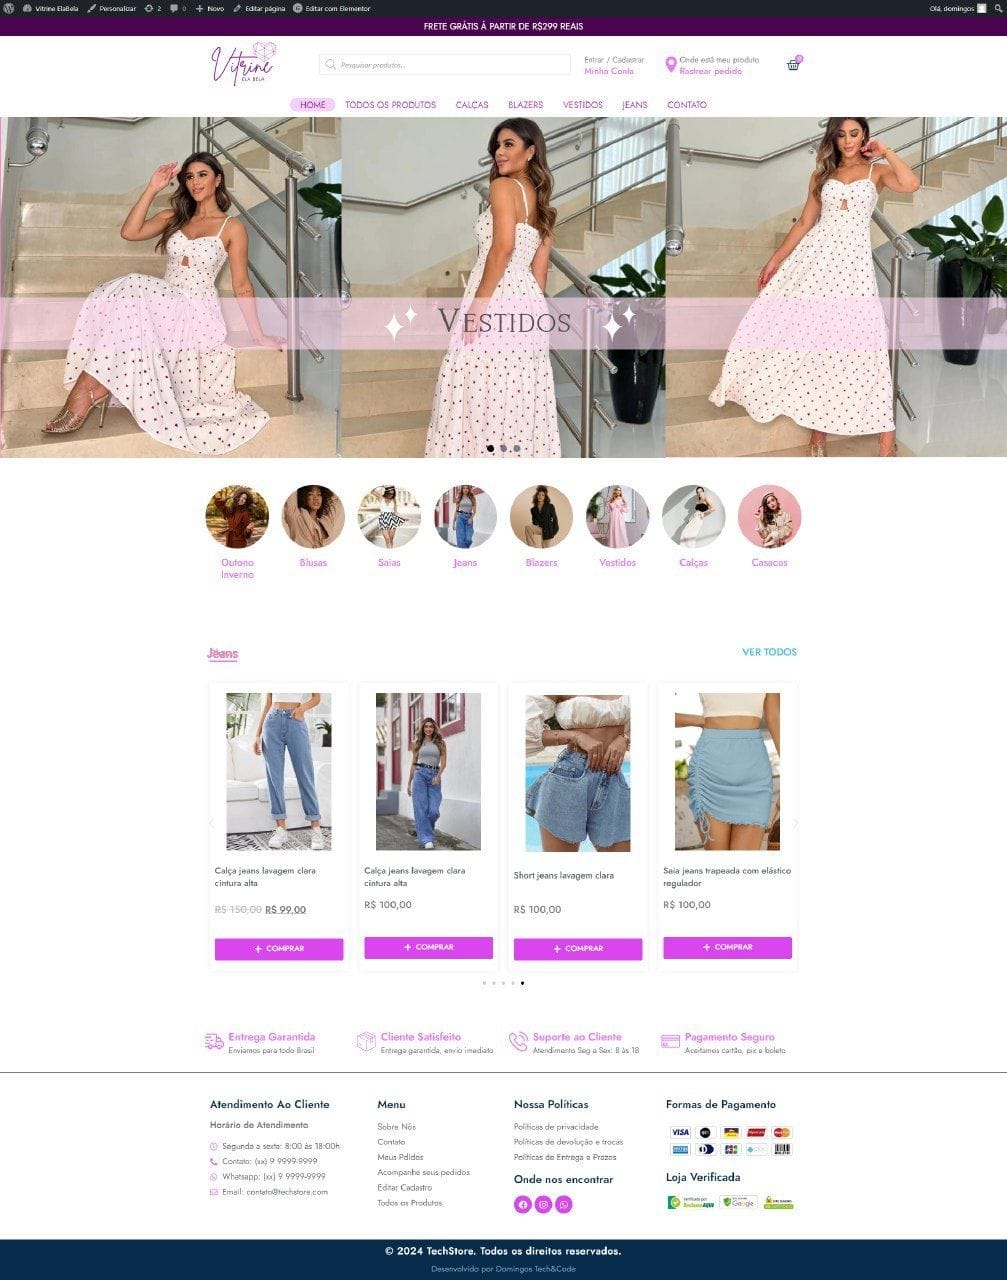 Vitrine ElaBela
Personalizar
2
0
Novo
Editar página
Editar com Elementor
Olá, domingos
FRETE GRÁTIS Á PARTIR DE R$299 REAIS
Vitrine
ELA BELA
Pesquisar produtos...
Entrar / Cadastrar
Minha Conta
Onde está meu produto
Rastrear pedido
0
HOME
TODOS OS PRODUTOS
CALÇAS
BLAZERS
VESTIDOS
JEANS
CONTATO
VESTIDOS
Outono
Inverno
Blusas
Saias
Jeans
Blazers
Vestidos
Calças
Casacos
Jeans
VER TODOS
Calça jeans lavagem clara
cintura alta
R$ 150,00 R$ 99,00
+ COMPRAR
Calça jeans lavagem clara
cintura alta
R$ 100,00
+ COMPRAR
Short jeans lavagem clara
R$ 100,00
+ COMPRAR
Saia jeans trapeada com elástico
regulador
R$ 100,00
+ COMPRAR
Entrega Garantida
Enviamos para todo Brasil
Cliente Satisfeito
Entrega garantida, envio imediato
Suporte ao Cliente
Atendimento Seg a Sex: 8 às 18
Pagamento Seguro
Aceitamos cartão, pix e boleto
Atendimento Ao Cliente
Horário de Atendimento
Segunda a sexta: 8:00 às 18:00h
Contato: (xx) 9 9999-9999
Whatsapp: (xx) 9 9999-9999
Email: contato@techstore.com
Menu
Sobre Nós
Contato
Meus Pdidos
Acompanhe seus pedidos
Editar Cadastro
Todos os Produtos
Nossa Políticas
Políticas de privacidade
Políticas de devolução e trocas
Políticas de Entrega e Prazos
Onde nos encontrar
Formas de Pagamento
VISA
Loja Verificada
Google
© 2024 TechStore. Todos os direitos reservados.
Desenvolvido por Domingos Tech&Code